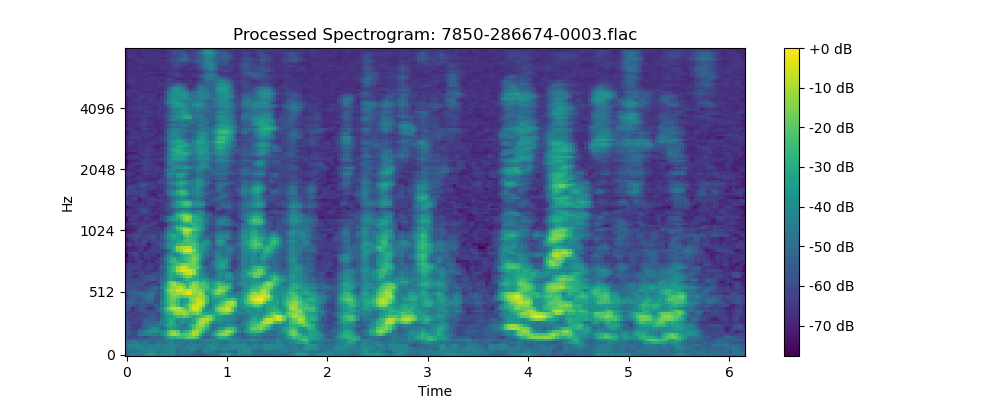 Processed Spectrogram: 7850-286674-0003.flac
Hz
4096
2048
1024
512
0
0 1 2 3 4 5 6
Time
+0 dB
-10 dB
-20 dB
-30 dB
-40 dB
-50 dB
-60 dB
-70 dB